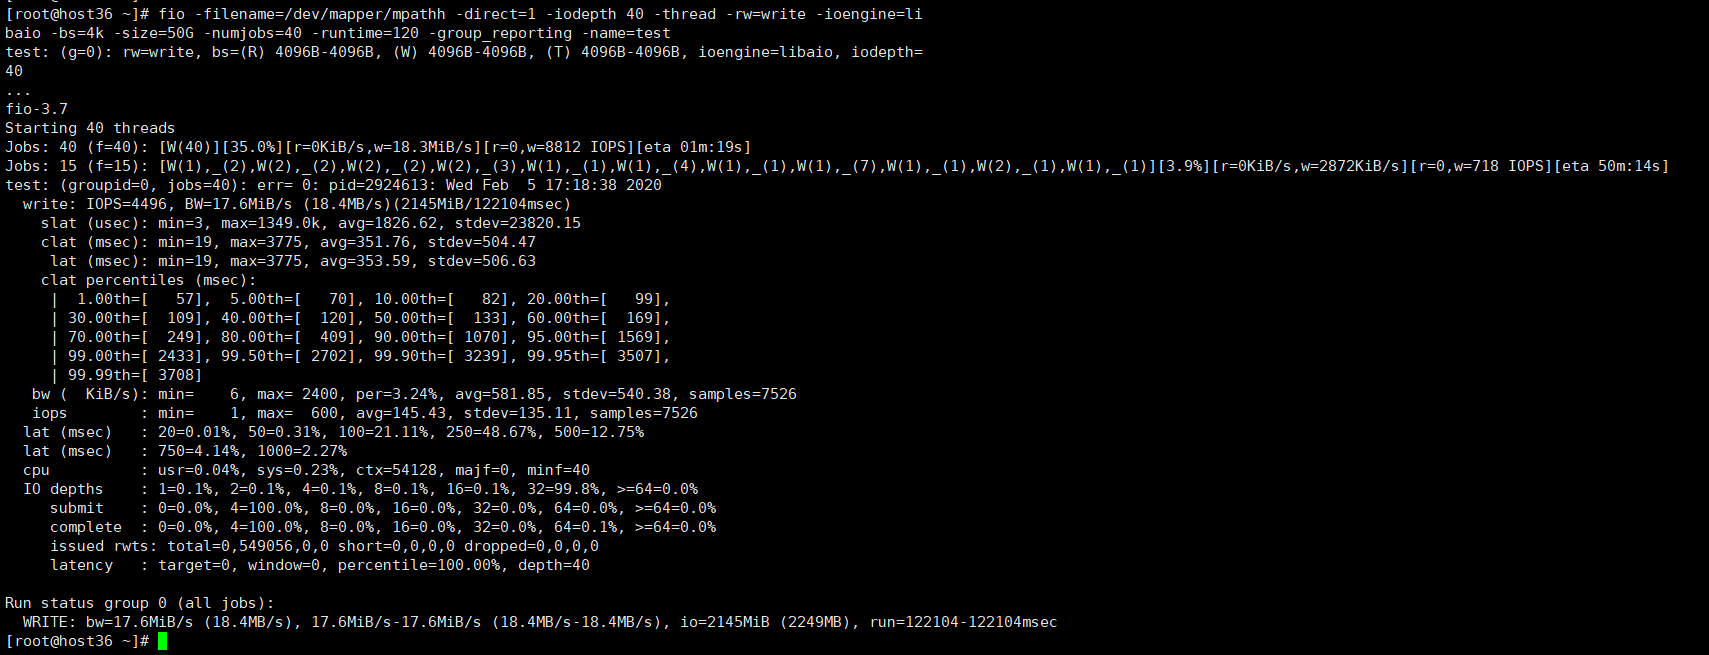 [root@host36 ~]# fio -filename=/dev/mapper/mpathh -direct=1 -iodepth 40 -thread -rw=write -ioengine=li
baio -bs=4k -size=50G -numjobs=40 -runtime=120 -group_reporting -name=test
test: (g=0): rw=write, bs=(R) 4096B-4096B, (W) 4096B-4096B, (T) 4096B-4096B, ioengine=libaio, iodepth=
40
...
fio-3.7
Starting 40 threads
Jobs: 40 (f=40): [W(40)][35.0%][r=0KiB/s,w=18.3MiB/s][r=0,w=8812 IOPS][eta 01m:19s]
Jobs: 15 (f=15): [W(1),_(2),W(2),_(2),W(2),_(2),W(2),_(3),W(1),_(1),W(1),_(4),W(1),_(1),W(1),_(7),W(1),_(1),W(2),_(1),W(1),_(1)][3.9%][r=0KiB/s,w=2872KiB/s][r=0,w=718 IOPS][eta 50m:14s]
test: (groupid=0, jobs=40): err= 0: pid=2924613: Wed Feb  5 17:18:38 2020
  write: IOPS=4496, BW=17.6MiB/s (18.4MB/s)(2145MiB/122104msec)
    slat (usec): min=3, max=1349.0k, avg=1826.62, stdev=23820.15
    clat (msec): min=19, max=3775, avg=351.76, stdev=504.47
     lat (msec): min=19, max=3775, avg=353.59, stdev=506.63
    clat percentiles (msec):
     |  1.00th=[   57],  5.00th=[   70], 10.00th=[   82], 20.00th=[   99],
     | 30.00th=[  109], 40.00th=[  120], 50.00th=[  133], 60.00th=[  169],
     | 70.00th=[  249], 80.00th=[  409], 90.00th=[ 1070], 95.00th=[ 1569],
     | 99.00th=[ 2433], 99.50th=[ 2702], 99.90th=[ 3239], 99.95th=[ 3507],
     | 99.99th=[ 3708]
   bw (  KiB/s): min=    6, max= 2400, per=3.24%, avg=581.85, stdev=540.38, samples=7526
   iops        : min=    1, max=  600, avg=145.43, stdev=135.11, samples=7526
  lat (msec)   : 20=0.01%, 50=0.31%, 100=21.11%, 250=48.67%, 500=12.75%
  lat (msec)   : 750=4.14%, 1000=2.27%
  cpu          : usr=0.04%, sys=0.23%, ctx=54128, majf=0, minf=40
  IO depths    : 1=0.1%, 2=0.1%, 4=0.1%, 8=0.1%, 16=0.1%, 32=99.8%, >=64=0.0%
     submit    : 0=0.0%, 4=100.0%, 8=0.0%, 16=0.0%, 32=0.0%, 64=0.0%, >=64=0.0%
     complete  : 0=0.0%, 4=100.0%, 8=0.0%, 16=0.0%, 32=0.0%, 64=0.1%, >=64=0.0%
     issued rwts: total=0,549056,0,0 short=0,0,0,0 dropped=0,0,0,0
     latency   : target=0, window=0, percentile=100.00%, depth=40
Run status group 0 (all jobs):
  WRITE: bw=17.6MiB/s (18.4MB/s), 17.6MiB/s-17.6MiB/s (18.4MB/s-18.4MB/s), io=2145MiB (2249MB), run=122104-122104msec
[root@host36 ~]#